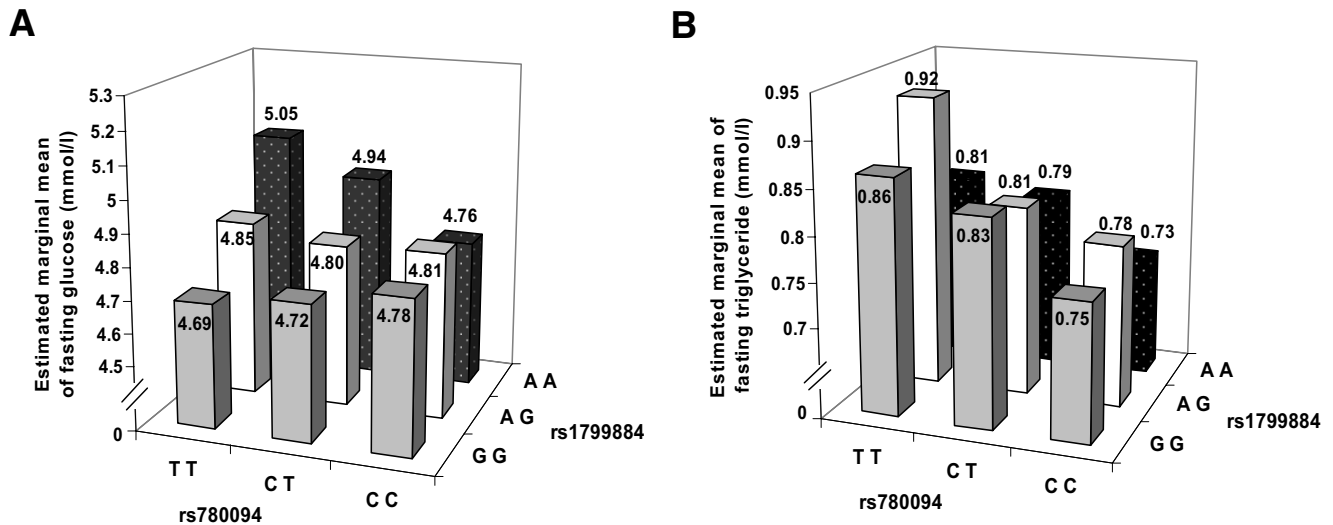 A
Estimated marginal mean
of fasting glucose (mmol/l)
5.3
5.2
5.1
5
4.9
4.8
4.7
4.6
4.5
0
5.05
4.94
4.76
4.85
4.80
4.81
4.69
4.72
4.78
T T
C T
C C
rs780094
G G
A G
A A
rs1799884
B
Estimated marginal mean of
fasting triglyceride (mmol/l)
0.95
0.9
0.85
0.8
0.75
0.7
0
0.92
0.81
0.81
0.79
0.86
0.83
0.78
0.73
0.75
T T
C T
C C
rs780094
G G
A G
A A
rs1799884